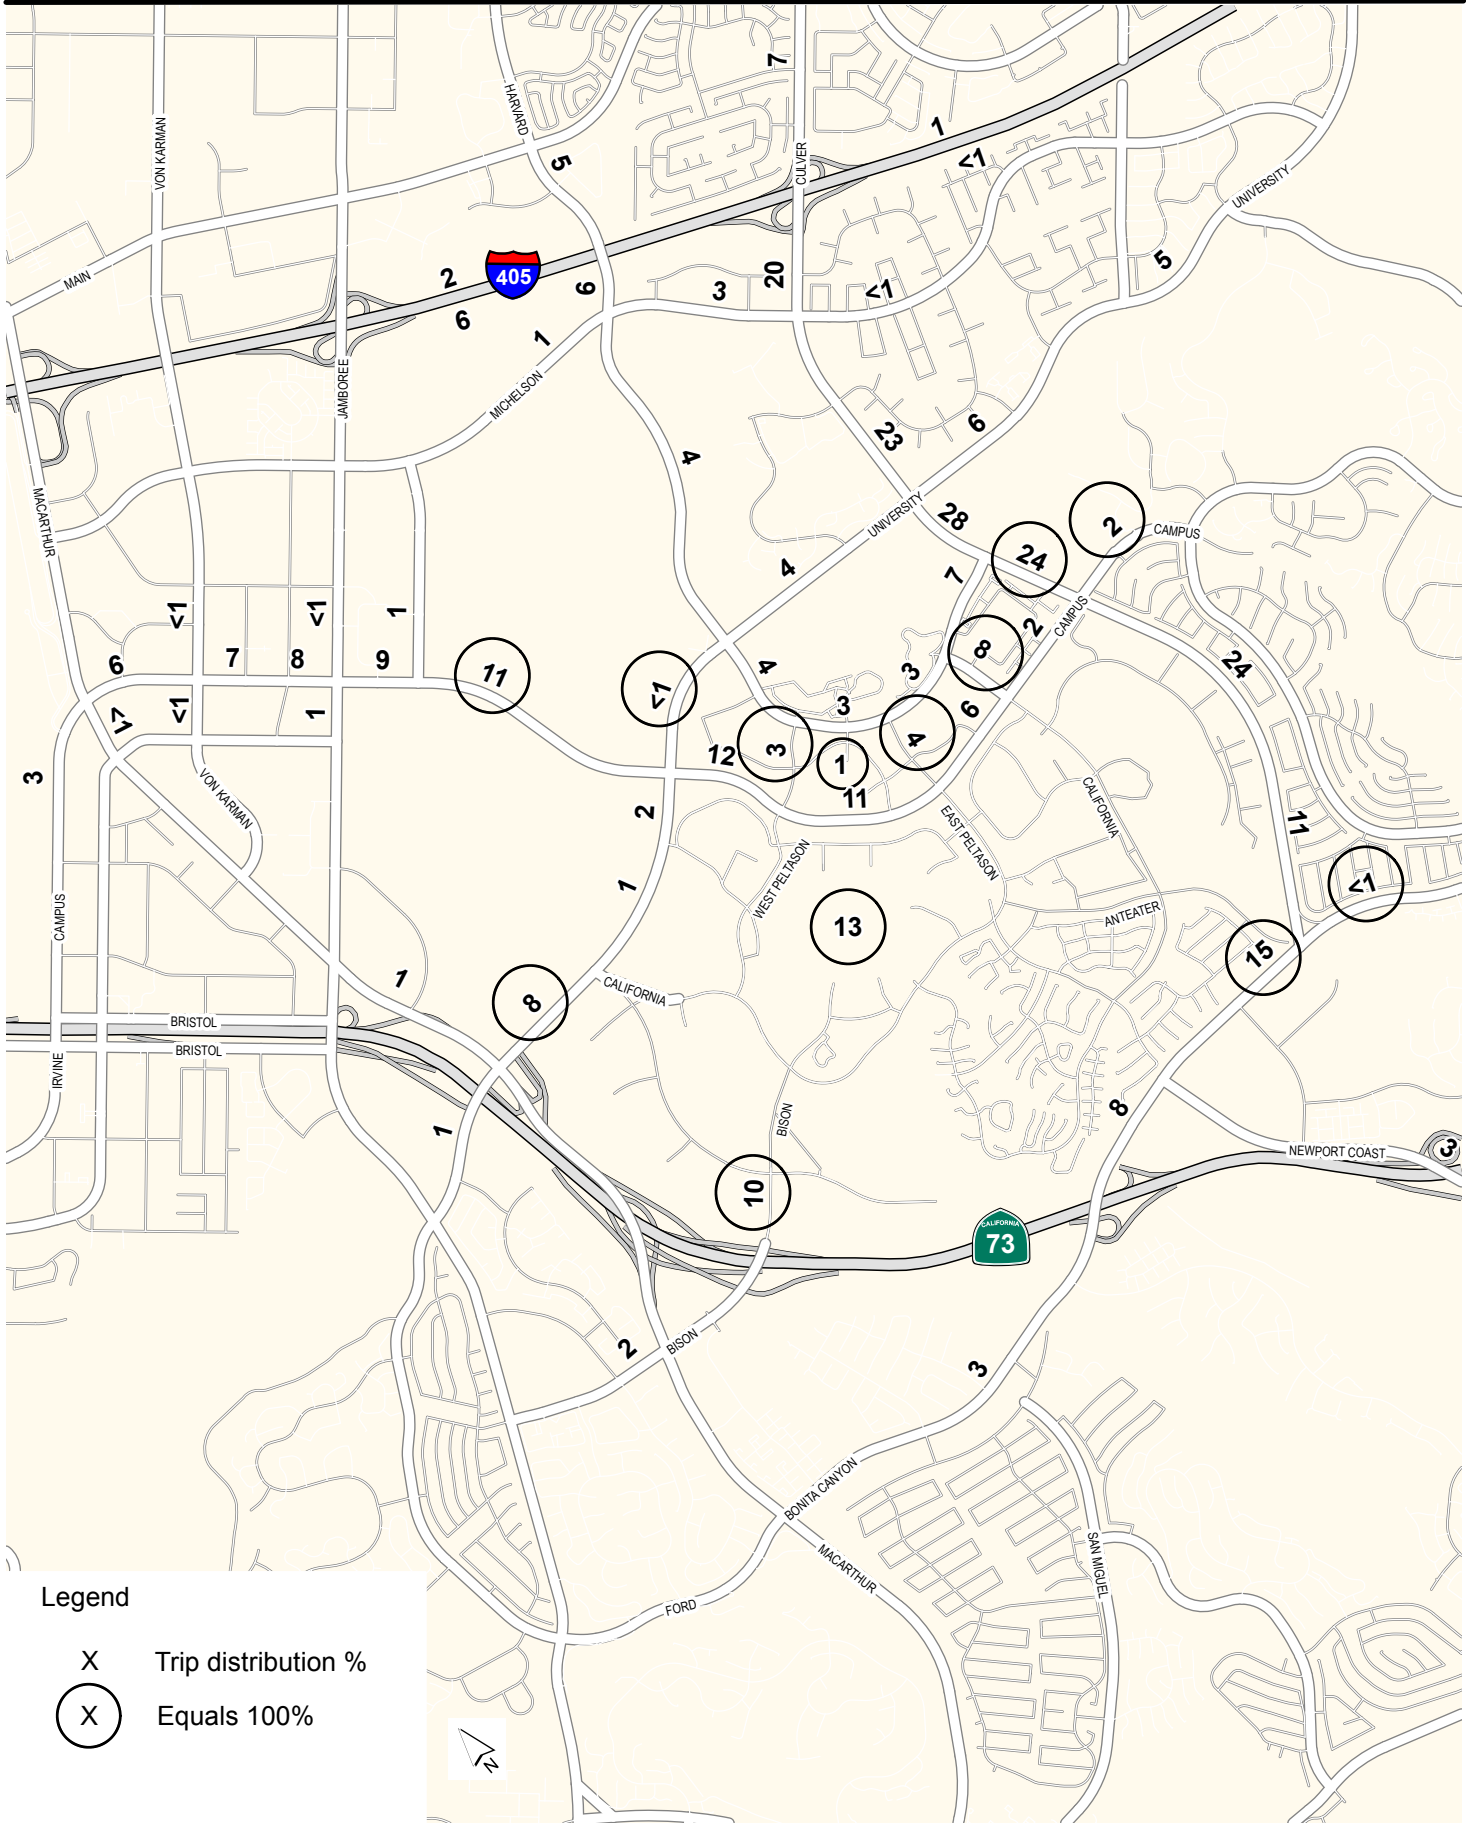 7
HARVARD
VON KARMAN
1
<1
CULVER
5
UNIVERSITY
MAIN
2
405
6
6
3
20
<1
5
1
JAMBOREE
MICHELSON
23
6
4
MACARTHUR
UNIVERSITY
28
2
CAMPUS
24
4
7
<1
<1
1
2
CAMPUS
6
7
8
9
11
<1
4
3
8
24
<1
<1
1
3
6
12
3
4
1
3
11
2
VON KARMAN
CALIFORNIA
EAST PELTASON
11
WEST PELTASON
1
<1
CAMPUS
13
ANTEATER
15
1
8
CALIFORNIA
BRISTOL
BRISTOL
IRVINE
1
BISON
8
3
NEWPORT COAST
10
CALIFORNIA
73
2
BISON
3
BONITA CANYON
MACARTHUR
SAN MIGUEL
FORD
Legend
X Trip distribution %
X Equals 100%
N